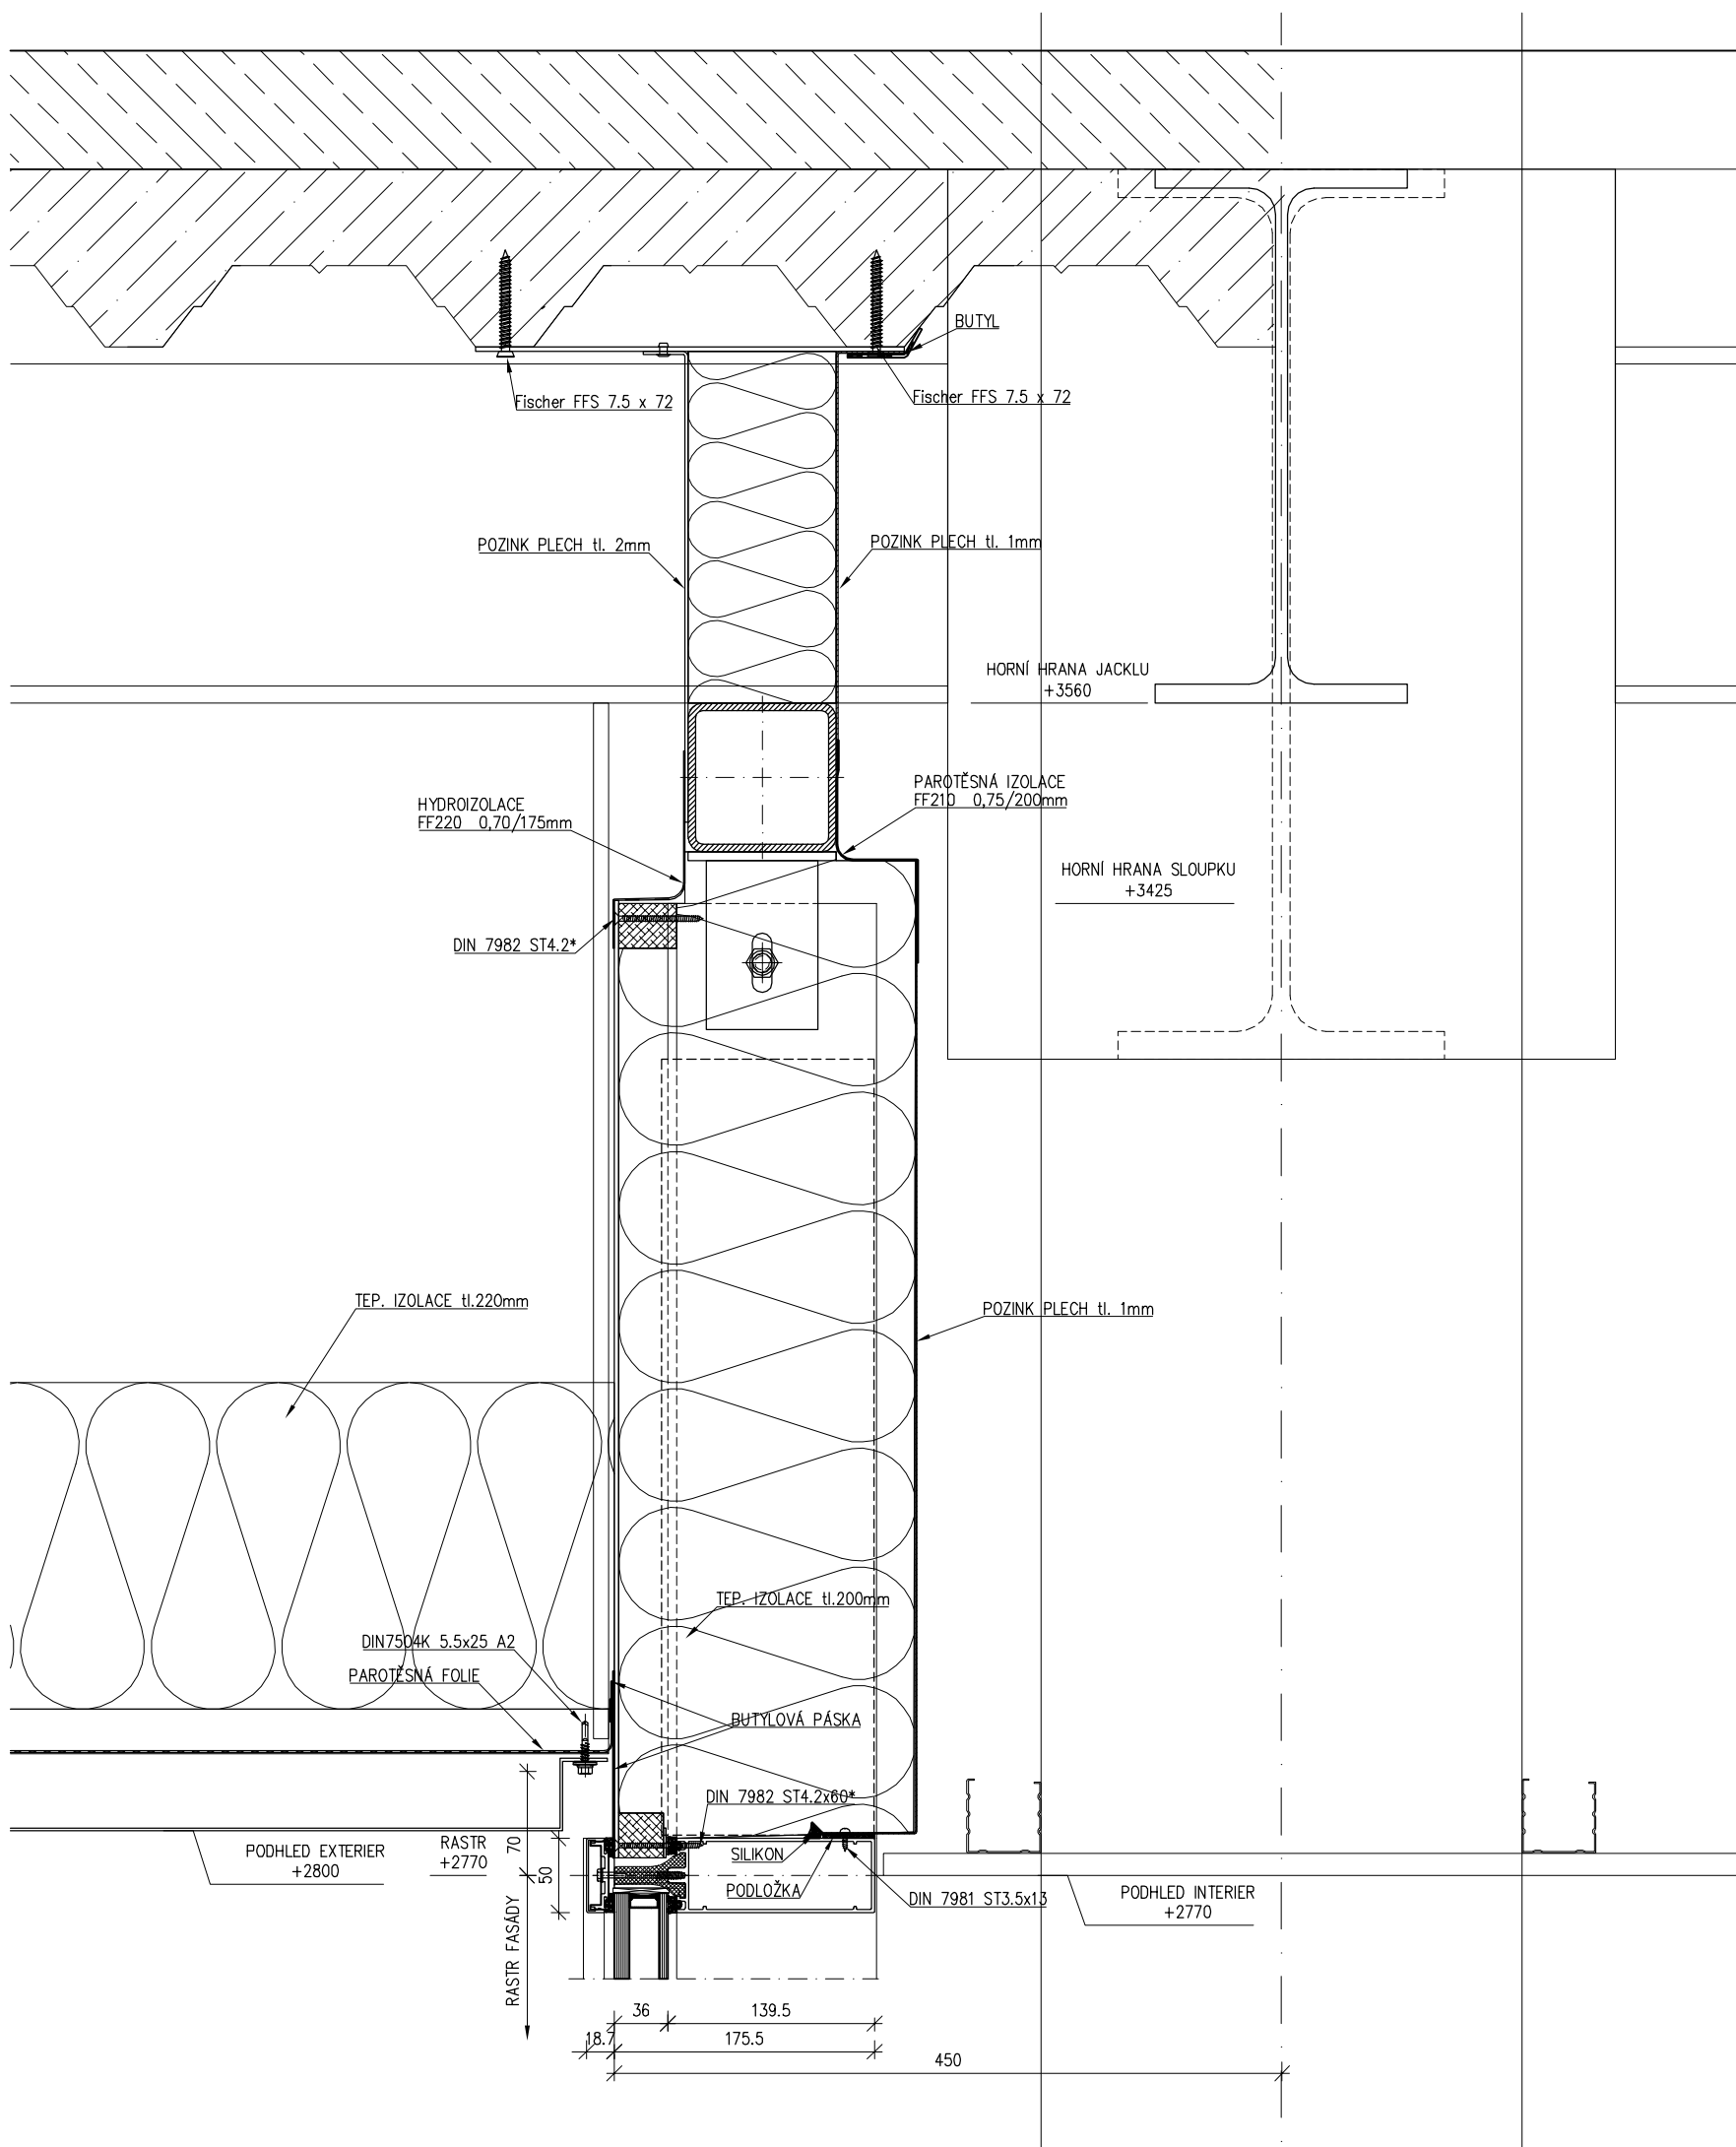 BUTYL
Fischer FFS 7.5 x 72
Fischer FFS 7.5 x 72
POZINK PLECH tl. 2mm
POZINK PLECH tl. 1mm
HORNÍ HRANA JACKLU
+3560
HYDROIZOLACE
FF220 0,70/175mm
PAROTĚSNÁ IZOLACE
FF210 0,75/200mm
HORNÍ HRANA SLOUPKU
+3425
DIN 7982 ST4.2*
TEP. IZOLACE tl.220mm
POZINK PLECH tl. 1mm
TEP. IZOLACE tl.200mm
DIN7504K 5.5x25 A2
PAROTĚSNÁ FOLIE
BUTYLOVÁ PÁSKA
DIN 7982 ST4.2x60*
PODHLED EXTERIER
+2800
RASTR
+2770
70
50
RASTR FASÁDY
SILIKON
PODLOŽKA
DIN 7981 ST3.5x13
PODHLED INTERIER
+2770
36
139.5
18.7
175.5
450